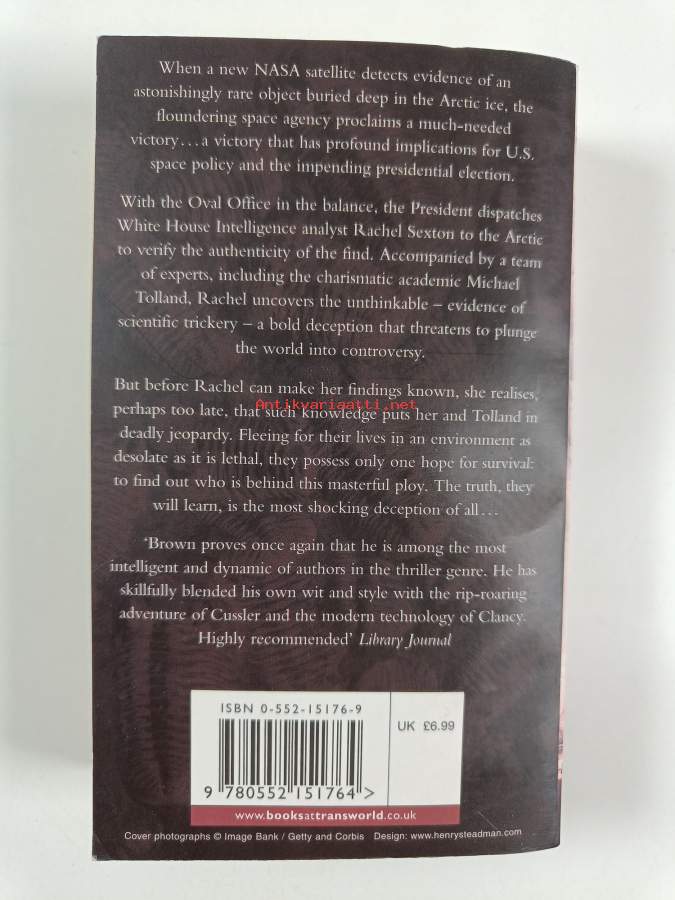 When a new NASA satellite detects evidence of an
astonishingly rare object buried deep in the Arctic ice, the
floundering space agency proclaims a much-needed
victory...a victory that has profound implications for U.S.
space policy and the impending presidential election.
With the Oval Office in the balance, the President dispatches
White House Intelligence analyst Rachel Sexton to the Arctic
to verify the authenticity of the find. Accompanied by a team
of experts, including the charismatic academic Michael
Tolland, Rachel uncovers the unthinkable – evidence of
scientific trickery – a bold deception that threatens to plunge
the world into controversy.
But before Rachel can make her findings known, she realises,
Antikvariaatti.net
perhaps too late, that such knowledge puts her and Tolland in
deadly jeopardy. Fleeing for their lives in an environment as
desolate as it is lethal, they possess only one hope for survival:
to find out who is behind this masterful ploy. The truth, they
will learn, is the most shocking deception of all...
‘Brown proves once again that he is among the most
intelligent and dynamic of authors in the thriller genre. He has
skillfully blended his own wit and style with the rip-roaring
adventure of Cussler and the modern technology of Clancy.
Highly recommended’ Library Journal
ISBN 0-552-15176-9
UK £6.99
9 780552 151764 >
www.booksattransworld.co.uk
Cover photographs © Image Bank / Getty and Corbis Design: www.henrysteadman.com